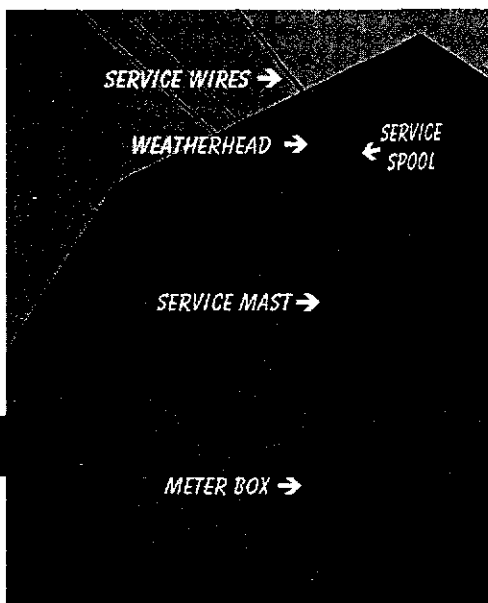 SERVICE WIRES →
WEATHERHEAD →
← SERVICE
SPOOL
SERVICE MAST →
METER BOX →